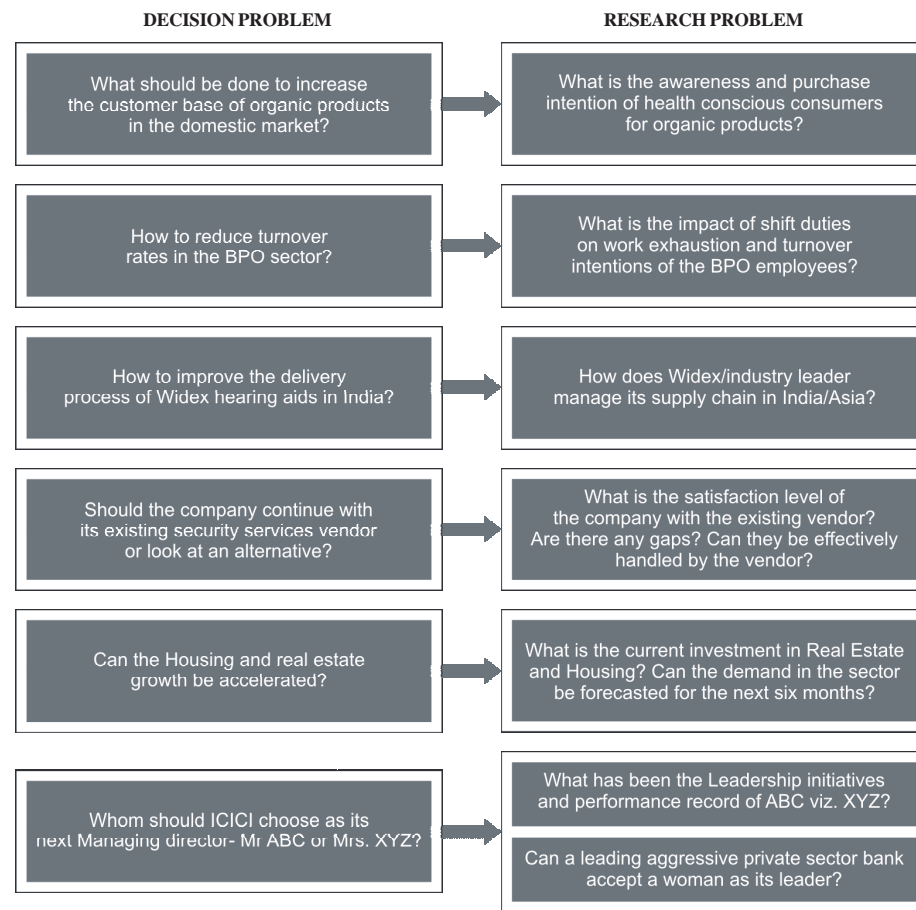 DECISION PROBLEM
RESEARCH PROBLEM
What should be done to increase
the customer base of organic products
in the domestic market?
What is the awareness and purchase
intention of health conscious consumers
for organic products?
How to reduce turnover
rates in the BPO sector?
What is the impact of shift duties
on work exhaustion and turnover
intentions of the BPO employees?
How to improve the delivery
process of Widex hearing aids in India?
How does Widex/industry leader
manage its supply chain in India/Asia?
Should the company continue with
its existing security services vendor
or look at an alternative?
What is the satisfaction level of
the company with the existing vendor?
Are there any gaps? Can they be effectively
handled by the vendor?
Can the Housing and real estate
growth be accelerated?
What is the current investment in Real Estate
and Housing? Can the demand in the sector
be forecasted for the next six months?
Whom should ICICI choose as its
next Managing director- Mr ABC or Mrs. XYZ?
What has been the Leadership initiatives
and performance record of ABC viz. XYZ?
Can a leading aggressive private sector bank
accept a woman as its leader?